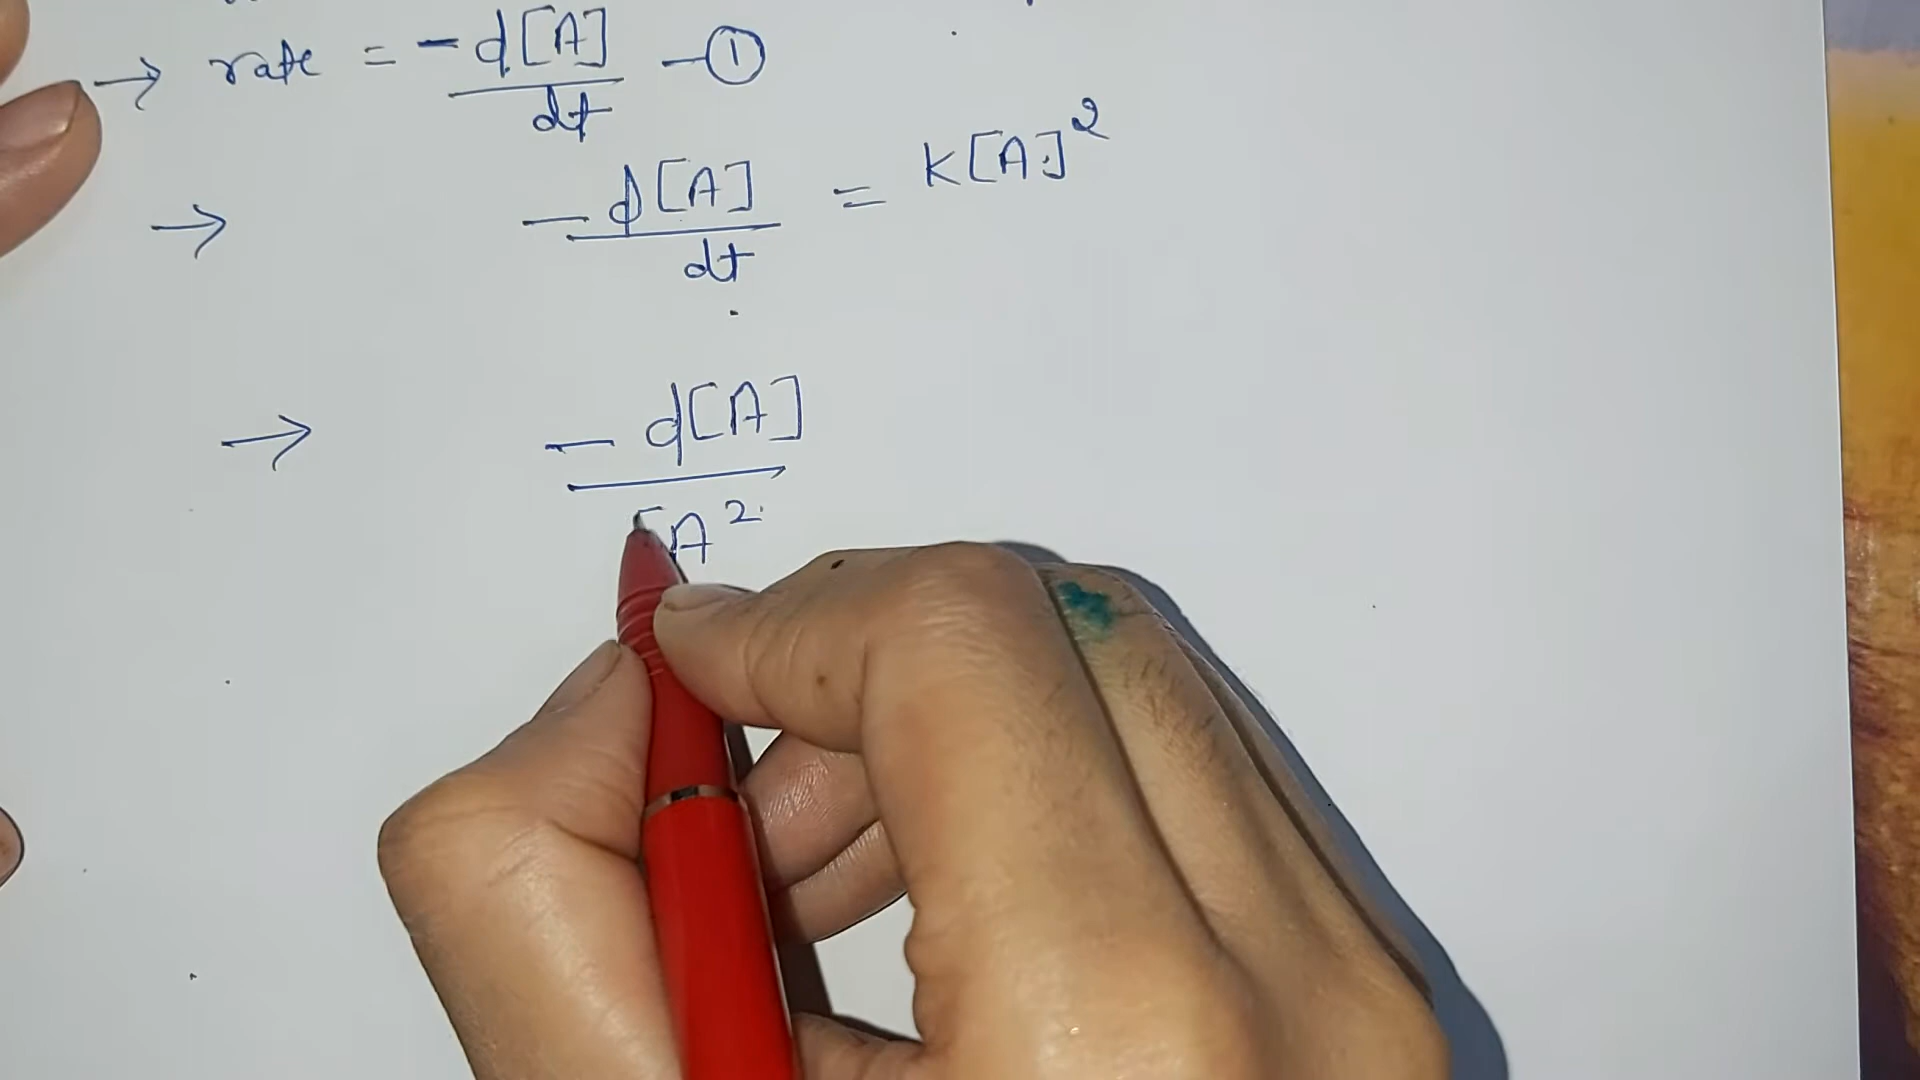 → rate = -d[A]/dt —①
→ -d[A]/dt = K[A]²
→ -d[A]/[A²